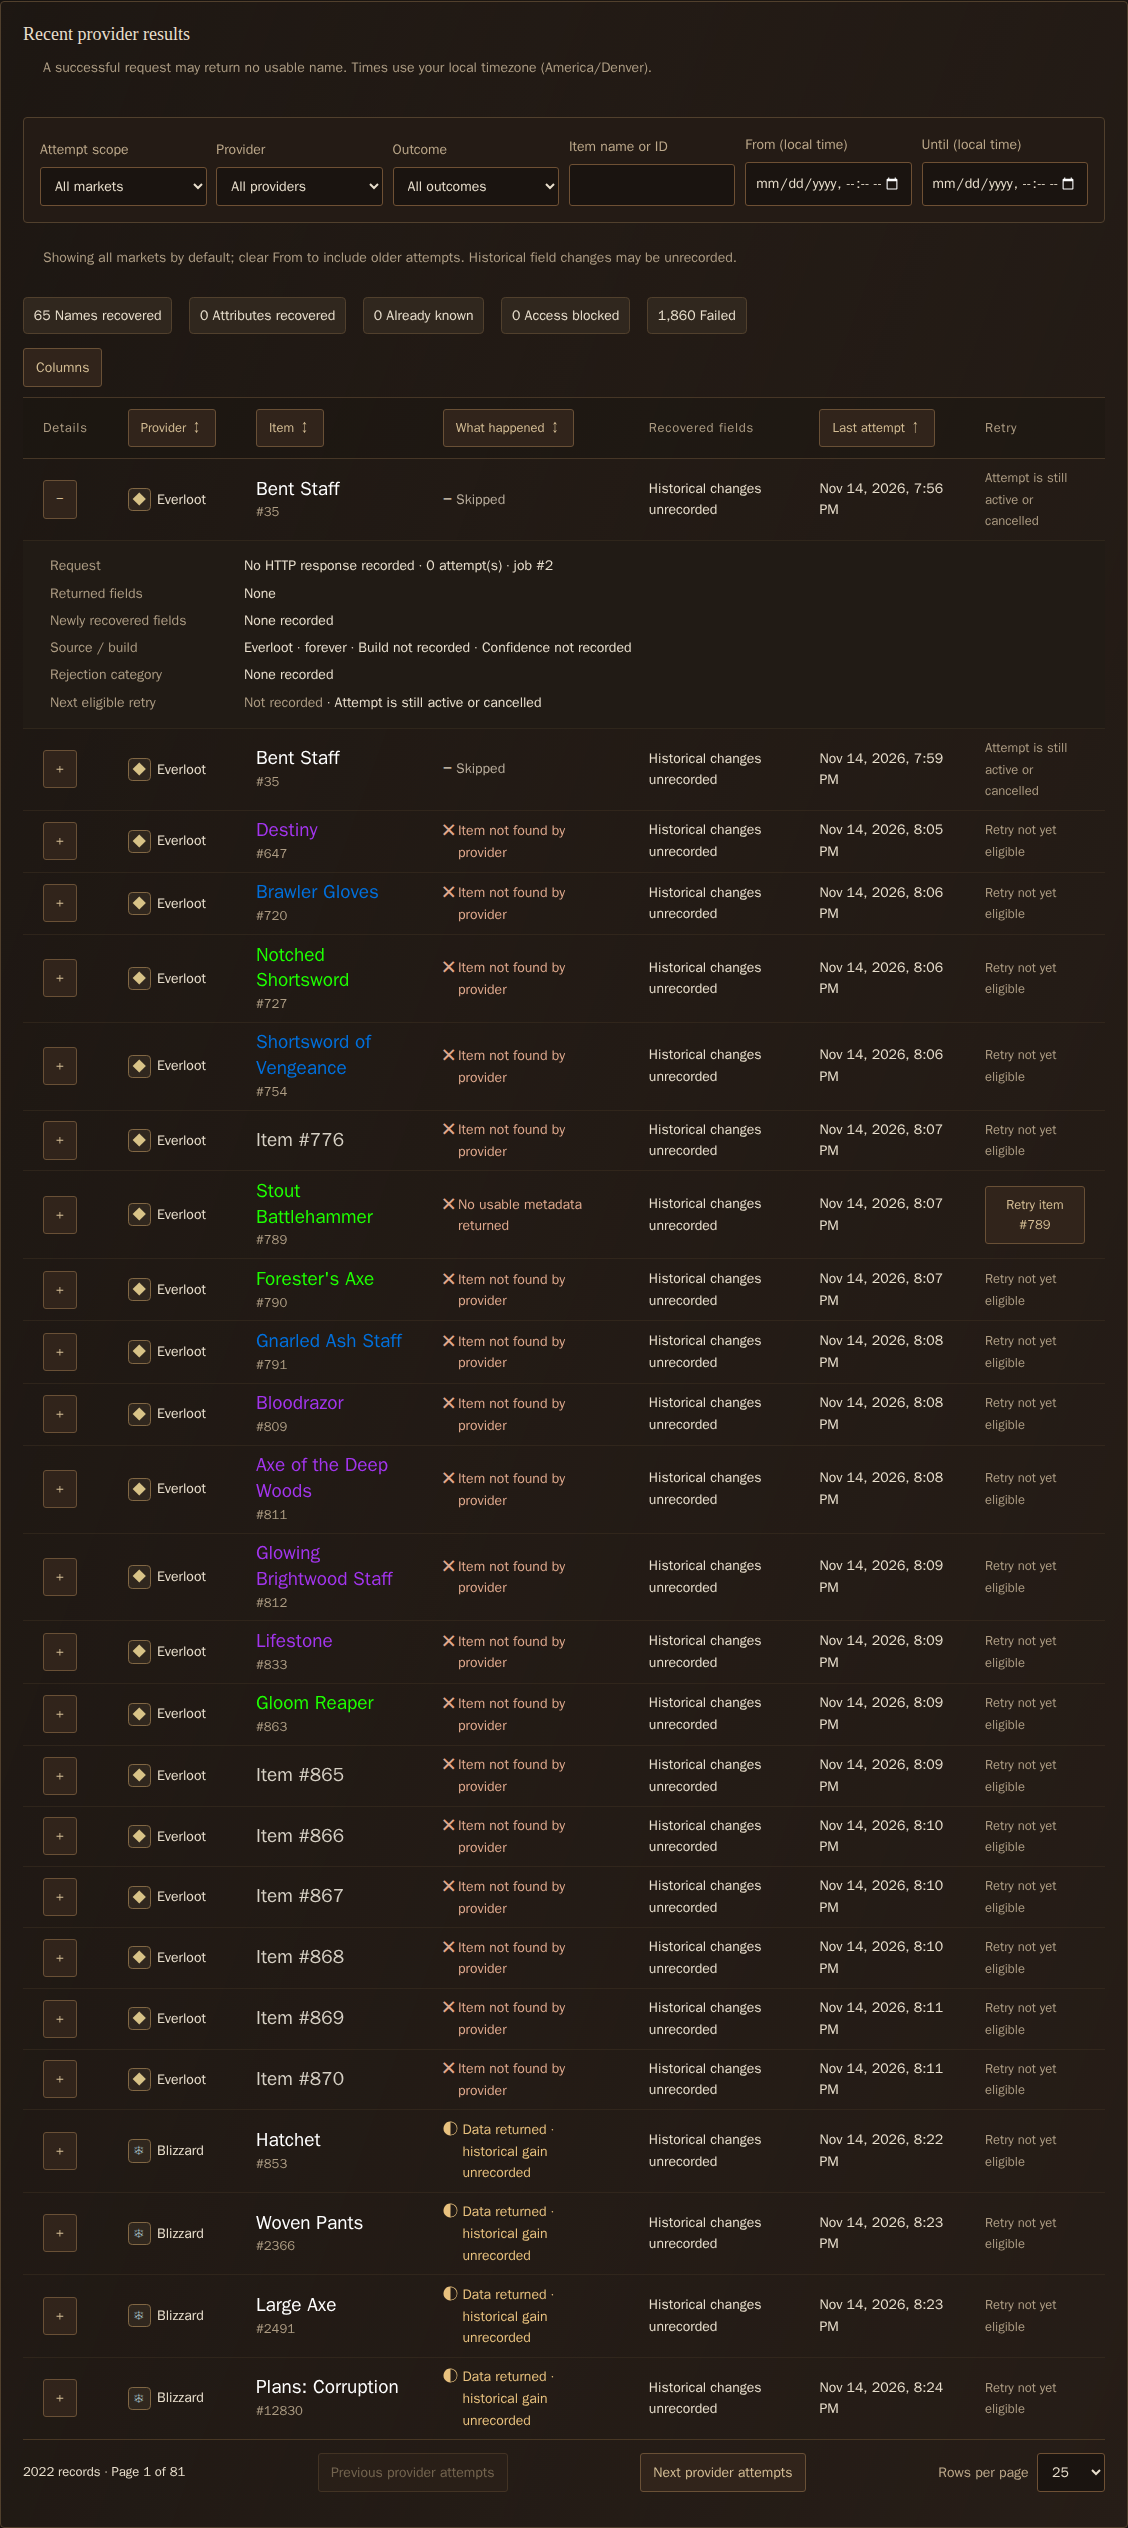 Recent provider results
A successful request may return no usable name. Times use your local timezone (America/Denver).
Attempt scope
Provider
Outcome
Item name or ID
From (local time)
Until (local time)
All markets
All providers
All outcomes
mm/dd/yyyy, --:-- --
mm/dd/yyyy, --:-- --
Showing all markets by default; clear From to include older attempts. Historical field changes may be unrecorded.
65 Names recovered
0 Attributes recovered
0 Already known
0 Access blocked
1,860 Failed
Columns
Details
Provider ↕
Item ↕
What happened ↕
Recovered fields
Last attempt ↑
Retry
−
Everloot
Bent Staff
#35
– Skipped
Historical changes
unrecorded
Nov 14, 2026, 7:56
PM
Attempt is still
active or
cancelled
Request
No HTTP response recorded · 0 attempt(s) · job #2
Returned fields
None
Newly recovered fields
None recorded
Source / build
Everloot · forever · Build not recorded · Confidence not recorded
Rejection category
None recorded
Next eligible retry
Not recorded · Attempt is still active or cancelled
+
Everloot
Bent Staff
#35
– Skipped
Historical changes
unrecorded
Nov 14, 2026, 7:59
PM
Attempt is still
active or
cancelled
+
Everloot
Destiny
#647
✕ Item not found by
provider
Historical changes
unrecorded
Nov 14, 2026, 8:05
PM
Retry not yet
eligible
+
Everloot
Brawler Gloves
#720
✕ Item not found by
provider
Historical changes
unrecorded
Nov 14, 2026, 8:06
PM
Retry not yet
eligible
+
Everloot
Notched
Shortsword
#727
✕ Item not found by
provider
Historical changes
unrecorded
Nov 14, 2026, 8:06
PM
Retry not yet
eligible
+
Everloot
Shortsword of
Vengeance
#754
✕ Item not found by
provider
Historical changes
unrecorded
Nov 14, 2026, 8:06
PM
Retry not yet
eligible
+
Everloot
Item #776
✕ Item not found by
provider
Historical changes
unrecorded
Nov 14, 2026, 8:07
PM
Retry not yet
eligible
+
Everloot
Stout
Battlehammer
#789
✕ No usable metadata
returned
Historical changes
unrecorded
Nov 14, 2026, 8:07
PM
Retry item
#789
+
Everloot
Forester's Axe
#790
✕ Item not found by
provider
Historical changes
unrecorded
Nov 14, 2026, 8:07
PM
Retry not yet
eligible
+
Everloot
Gnarled Ash Staff
#791
✕ Item not found by
provider
Historical changes
unrecorded
Nov 14, 2026, 8:08
PM
Retry not yet
eligible
+
Everloot
Bloodrazor
#809
✕ Item not found by
provider
Historical changes
unrecorded
Nov 14, 2026, 8:08
PM
Retry not yet
eligible
+
Everloot
Axe of the Deep
Woods
#811
✕ Item not found by
provider
Historical changes
unrecorded
Nov 14, 2026, 8:08
PM
Retry not yet
eligible
+
Everloot
Glowing
Brightwood Staff
#812
✕ Item not found by
provider
Historical changes
unrecorded
Nov 14, 2026, 8:09
PM
Retry not yet
eligible
+
Everloot
Lifestone
#833
✕ Item not found by
provider
Historical changes
unrecorded
Nov 14, 2026, 8:09
PM
Retry not yet
eligible
+
Everloot
Gloom Reaper
#863
✕ Item not found by
provider
Historical changes
unrecorded
Nov 14, 2026, 8:09
PM
Retry not yet
eligible
+
Everloot
Item #865
✕ Item not found by
provider
Historical changes
unrecorded
Nov 14, 2026, 8:09
PM
Retry not yet
eligible
+
Everloot
Item #866
✕ Item not found by
provider
Historical changes
unrecorded
Nov 14, 2026, 8:10
PM
Retry not yet
eligible
+
Everloot
Item #867
✕ Item not found by
provider
Historical changes
unrecorded
Nov 14, 2026, 8:10
PM
Retry not yet
eligible
+
Everloot
Item #868
✕ Item not found by
provider
Historical changes
unrecorded
Nov 14, 2026, 8:10
PM
Retry not yet
eligible
+
Everloot
Item #869
✕ Item not found by
provider
Historical changes
unrecorded
Nov 14, 2026, 8:11
PM
Retry not yet
eligible
+
Everloot
Item #870
✕ Item not found by
provider
Historical changes
unrecorded
Nov 14, 2026, 8:11
PM
Retry not yet
eligible
+
Blizzard
Hatchet
#853
Data returned ·
historical gain
unrecorded
Historical changes
unrecorded
Nov 14, 2026, 8:22
PM
Retry not yet
eligible
+
Blizzard
Woven Pants
#2366
Data returned ·
historical gain
unrecorded
Historical changes
unrecorded
Nov 14, 2026, 8:23
PM
Retry not yet
eligible
+
Blizzard
Large Axe
#2491
Data returned ·
historical gain
unrecorded
Historical changes
unrecorded
Nov 14, 2026, 8:23
PM
Retry not yet
eligible
+
Blizzard
Plans: Corruption
#12830
Data returned ·
historical gain
unrecorded
Historical changes
unrecorded
Nov 14, 2026, 8:24
PM
Retry not yet
eligible
2022 records · Page 1 of 81
Previous provider attempts
Next provider attempts
Rows per page
25